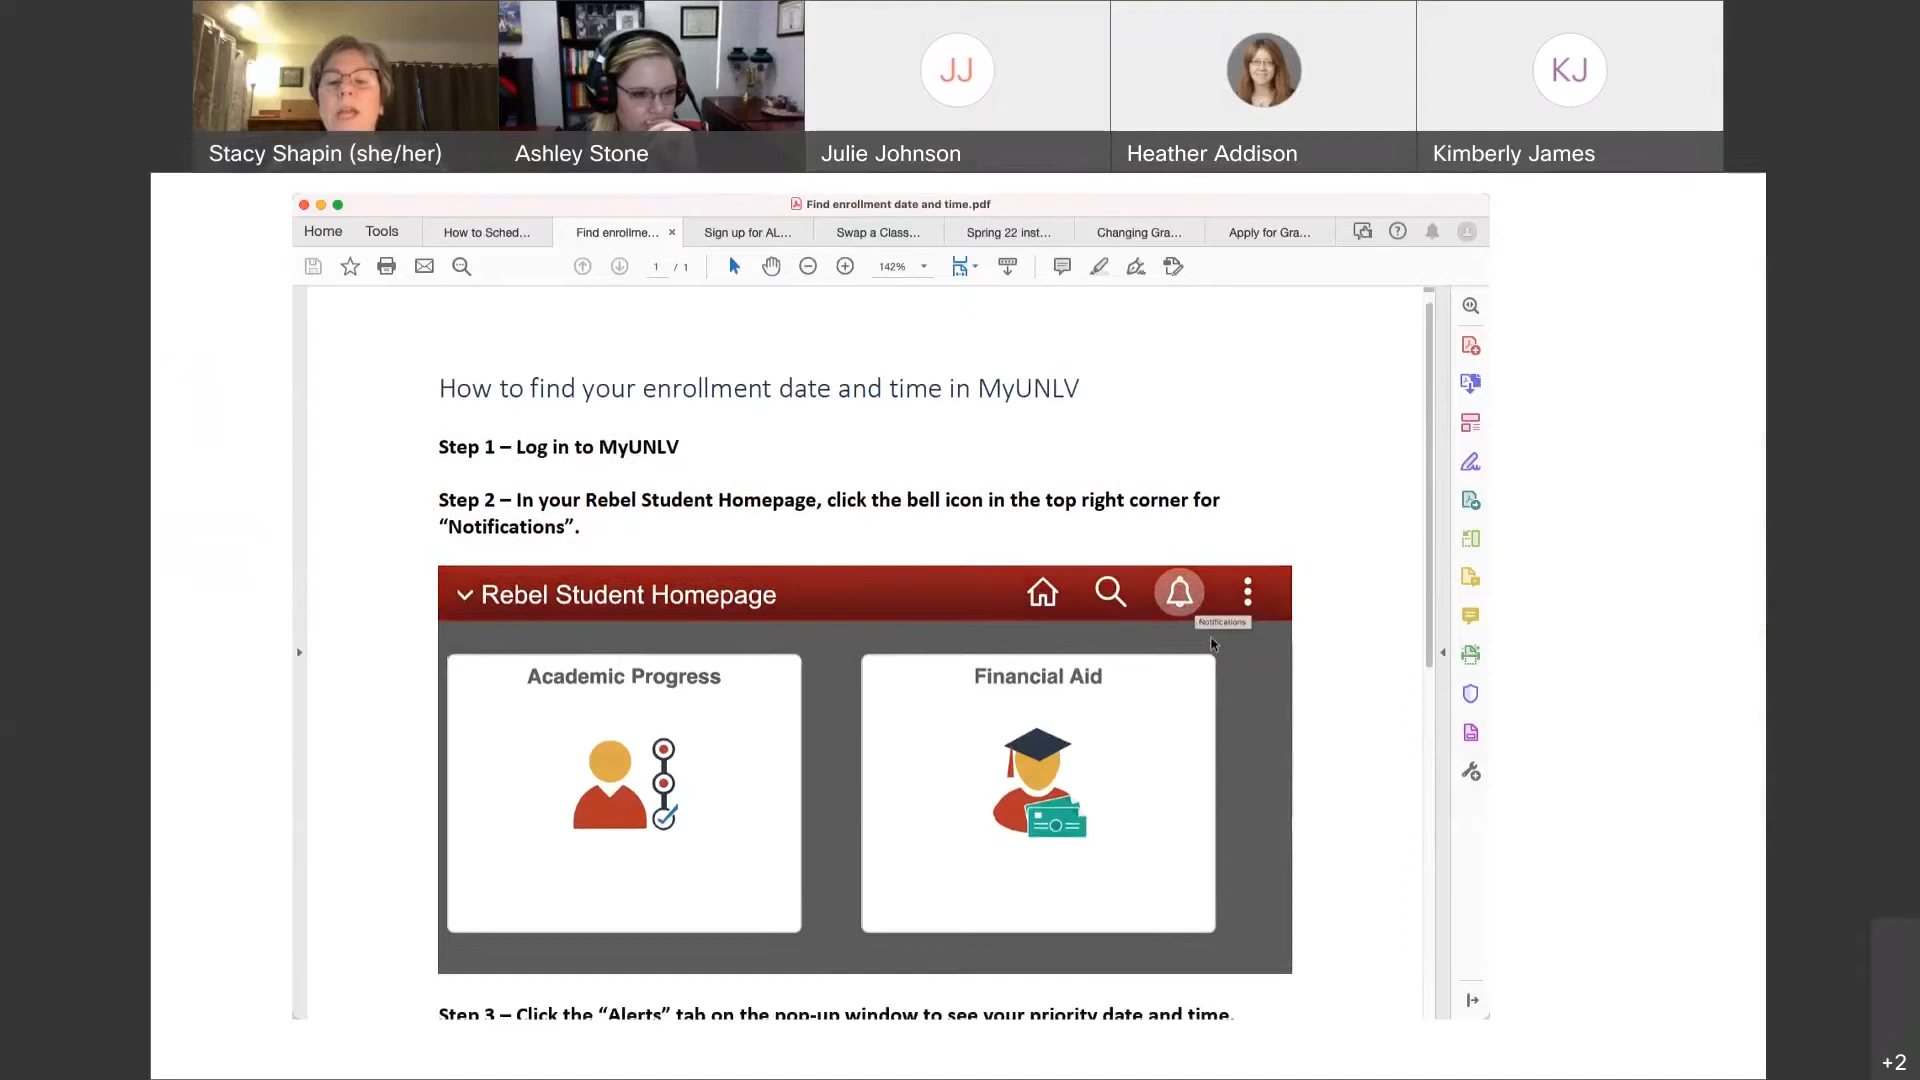 JJ
KJ
Stacy Shapin (she/her)
Ashley Stone
Julie Johnson
Heather Addison
Kimberly James
Find enrollment date and time.pdf
Home
Tools
How to Sched...
Find enrollme...
Sign up for AL...
Swap a Class...
Spring 22 inst...
Changing Gra...
Apply for Gra...
1 / 1
142%
How to find your enrollment date and time in MyUNLV
Step 1 – Log in to MyUNLV
Step 2 – In your Rebel Student Homepage, click the bell icon in the top right corner for
“Notifications”.
Rebel Student Homepage
Notifications
Academic Progress
Financial Aid
Step 3 – Click the “Alerts” tab on the pop-up window to see your priority date and time.
+2